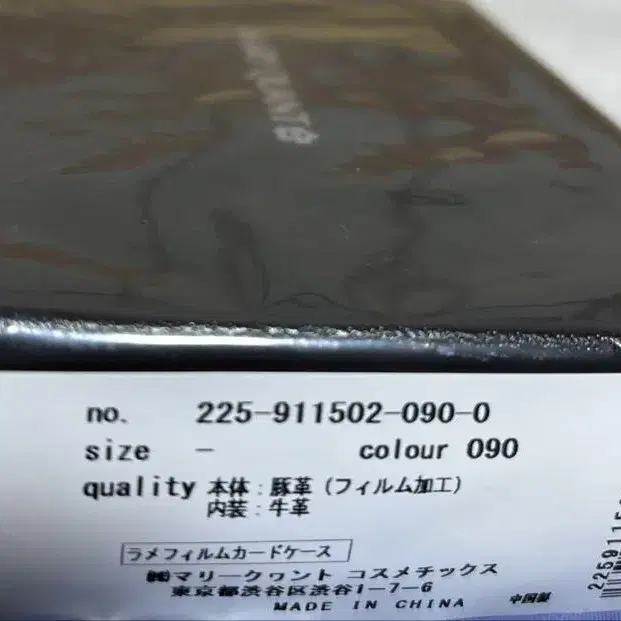 no. 225-911502-090-0
size - colour 090
quality 本体:豚革(フィルム加工)
内装:牛革
ラメフィルムカードケース
㈱マリークヮント コスメチックス
東京都渋谷区渋谷1-7-6
MADE IN CHINA 中国製